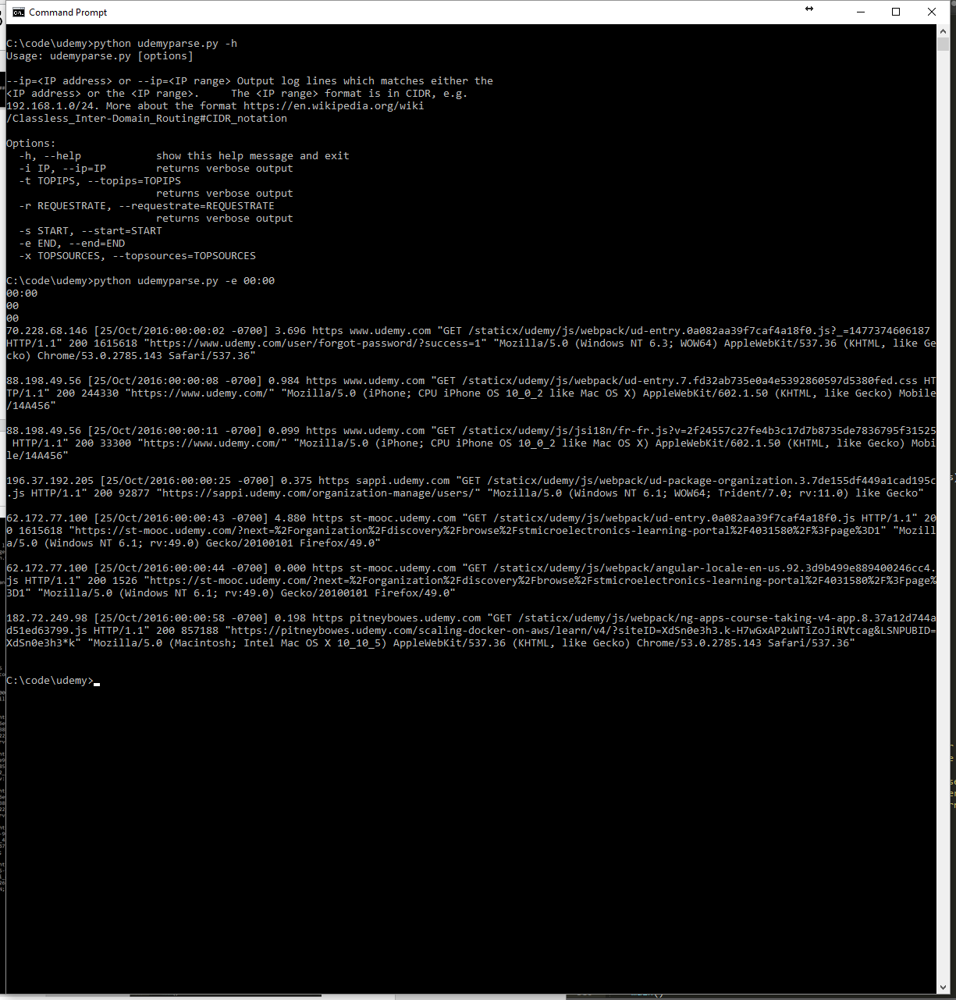 Command Prompt
C:\code\udemy>python udemyparse.py -h
Usage: udemyparse.py [options]
--ip=<IP address> or --ip=<IP range> Output log lines which matches either the
<IP address> or the <IP range>.     The <IP range> format is in CIDR, e.g.
192.168.1.0/24. More about the format https://en.wikipedia.org/wiki
/Classless_Inter-Domain_Routing#CIDR_notation
Options:
  -h, --help            show this help message and exit
  -i IP, --ip=IP        returns verbose output
  -t TOPIPS, --topips=TOPIPS
                        returns verbose output
  -r REQUESTRATE, --requestrate=REQUESTRATE
                        returns verbose output
  -s START, --start=START
  -e END, --end=END
  -x TOPSOURCES, --topsources=TOPSOURCES
C:\code\udemy>python udemyparse.py -e 00:00
00:00
00
00
70.228.68.146 [25/Oct/2016:00:00:02 -0700] 3.696 https www.udemy.com "GET /staticx/udemy/js/webpack/ud-entry.0a082aa39f7caf4a18f0.js?_=1477374606187
HTTP/1.1" 200 1615618 "https://www.udemy.com/user/forgot-password/?success=1" "Mozilla/5.0 (Windows NT 6.3; WOW64) AppleWebKit/537.36 (KHTML, like Ge
cko) Chrome/53.0.2785.143 Safari/537.36"
88.198.49.56 [25/Oct/2016:00:00:08 -0700] 0.984 https www.udemy.com "GET /staticx/udemy/js/webpack/ud-entry.7.fd32ab735e0a4e5392860597d5380fed.css HT
TP/1.1" 200 244330 "https://www.udemy.com/" "Mozilla/5.0 (iPhone; CPU iPhone OS 10_0_2 like Mac OS X) AppleWebKit/602.1.50 (KHTML, like Gecko) Mobile
/14A456"
88.198.49.56 [25/Oct/2016:00:00:11 -0700] 0.099 https www.udemy.com "GET /staticx/udemy/js/jsi18n/fr-fr.js?v=2f24557c27fe4b3c17d7b8735de7836795f31525
 HTTP/1.1" 200 33300 "https://www.udemy.com/" "Mozilla/5.0 (iPhone; CPU iPhone OS 10_0_2 like Mac OS X) AppleWebKit/602.1.50 (KHTML, like Gecko) Mobi
le/14A456"
196.37.192.205 [25/Oct/2016:00:00:25 -0700] 0.375 https sappi.udemy.com "GET /staticx/udemy/js/webpack/ud-package-organization.3.7de155df449a1cad195c
.js HTTP/1.1" 200 92877 "https://sappi.udemy.com/organization-manage/users/" "Mozilla/5.0 (Windows NT 6.1; WOW64; Trident/7.0; rv:11.0) like Gecko"
62.172.77.100 [25/Oct/2016:00:00:43 -0700] 4.880 https st-mooc.udemy.com "GET /staticx/udemy/js/webpack/ud-entry.0a082aa39f7caf4a18f0.js HTTP/1.1" 20
0 1615618 "https://st-mooc.udemy.com/?next=%2Forganization%2Fdiscovery%2Fbrowse%2Fstmicroelectronics-learning-portal%2F4031580%2F%3Fpage%3D1" "Mozill
a/5.0 (Windows NT 6.1; rv:49.0) Gecko/20100101 Firefox/49.0"
62.172.77.100 [25/Oct/2016:00:00:44 -0700] 0.000 https st-mooc.udemy.com "GET /staticx/udemy/js/webpack/angular-locale-en-us.92.3d9b499e889400246cc4.
js HTTP/1.1" 200 1526 "https://st-mooc.udemy.com/?next=%2Forganization%2Fdiscovery%2Fbrowse%2Fstmicroelectronics-learning-portal%2F4031580%2F%3Fpage%
3D1" "Mozilla/5.0 (Windows NT 6.1; rv:49.0) Gecko/20100101 Firefox/49.0"
182.72.249.98 [25/Oct/2016:00:00:58 -0700] 0.198 https pitneybowes.udemy.com "GET /staticx/udemy/js/webpack/ng-apps-course-taking-v4-app.8.37a12d744a
d51ed63799.js HTTP/1.1" 200 857188 "https://pitneybowes.udemy.com/scaling-docker-on-aws/learn/v4/?siteID=XdSn0e3h3.k-H7wGxAP2uWTiZoJiRVtcag&LSNPUBID=
XdSn0e3h3*k" "Mozilla/5.0 (Macintosh; Intel Mac OS X 10_10_5) AppleWebKit/537.36 (KHTML, like Gecko) Chrome/53.0.2785.143 Safari/537.36"
C:\code\udemy>